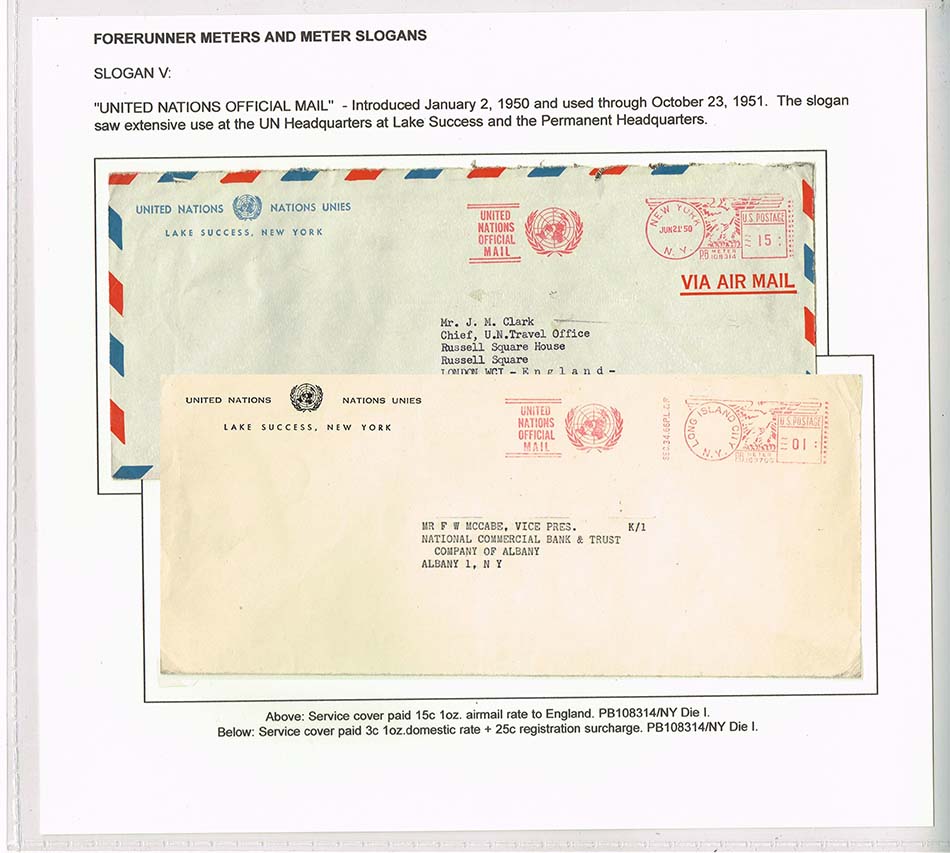 FORERUNNER METERS AND METER SLOGANS
SLOGAN V:
"UNITED NATIONS OFFICIAL MAIL" - Introduced January 2, 1950 and used through October 23, 1951. The slogan
saw extensive use at the UN Headquarters at Lake Success and the Permanent Headquarters.
UNITED NATIONS NATIONS UNIES
LAKE SUCCESS, NEW YORK
UNITED
NATIONS
OFFICIAL
MAIL
NEW YORK
JUN21'50
N.Y.
U.S. POSTAGE
15
PB METER
108314
VIA AIR MAIL
Mr. J. M. Clark
Chief, U.N.Travel Office
Russell Square House
Russell Square
LONDON WCI - E n g l a n d -
UNITED NATIONS NATIONS UNIES
LAKE SUCCESS, NEW YORK
UNITED
NATIONS
OFFICIAL
MAIL
SEC.34.66 P.L.&R.
LONG ISLAND CITY
N.Y.
U.S. POSTAGE
01
PB METER
MR F W MCCABE, VICE PRES. K/1
NATIONAL COMMERCIAL BANK & TRUST
COMPANY OF ALBANY
ALBANY 1, N Y
Above: Service cover paid 15c 1oz. airmail rate to England. PB108314/NY Die I.
Below: Service cover paid 3c 1oz.domestic rate + 25c registration surcharge. PB108314/NY Die I.